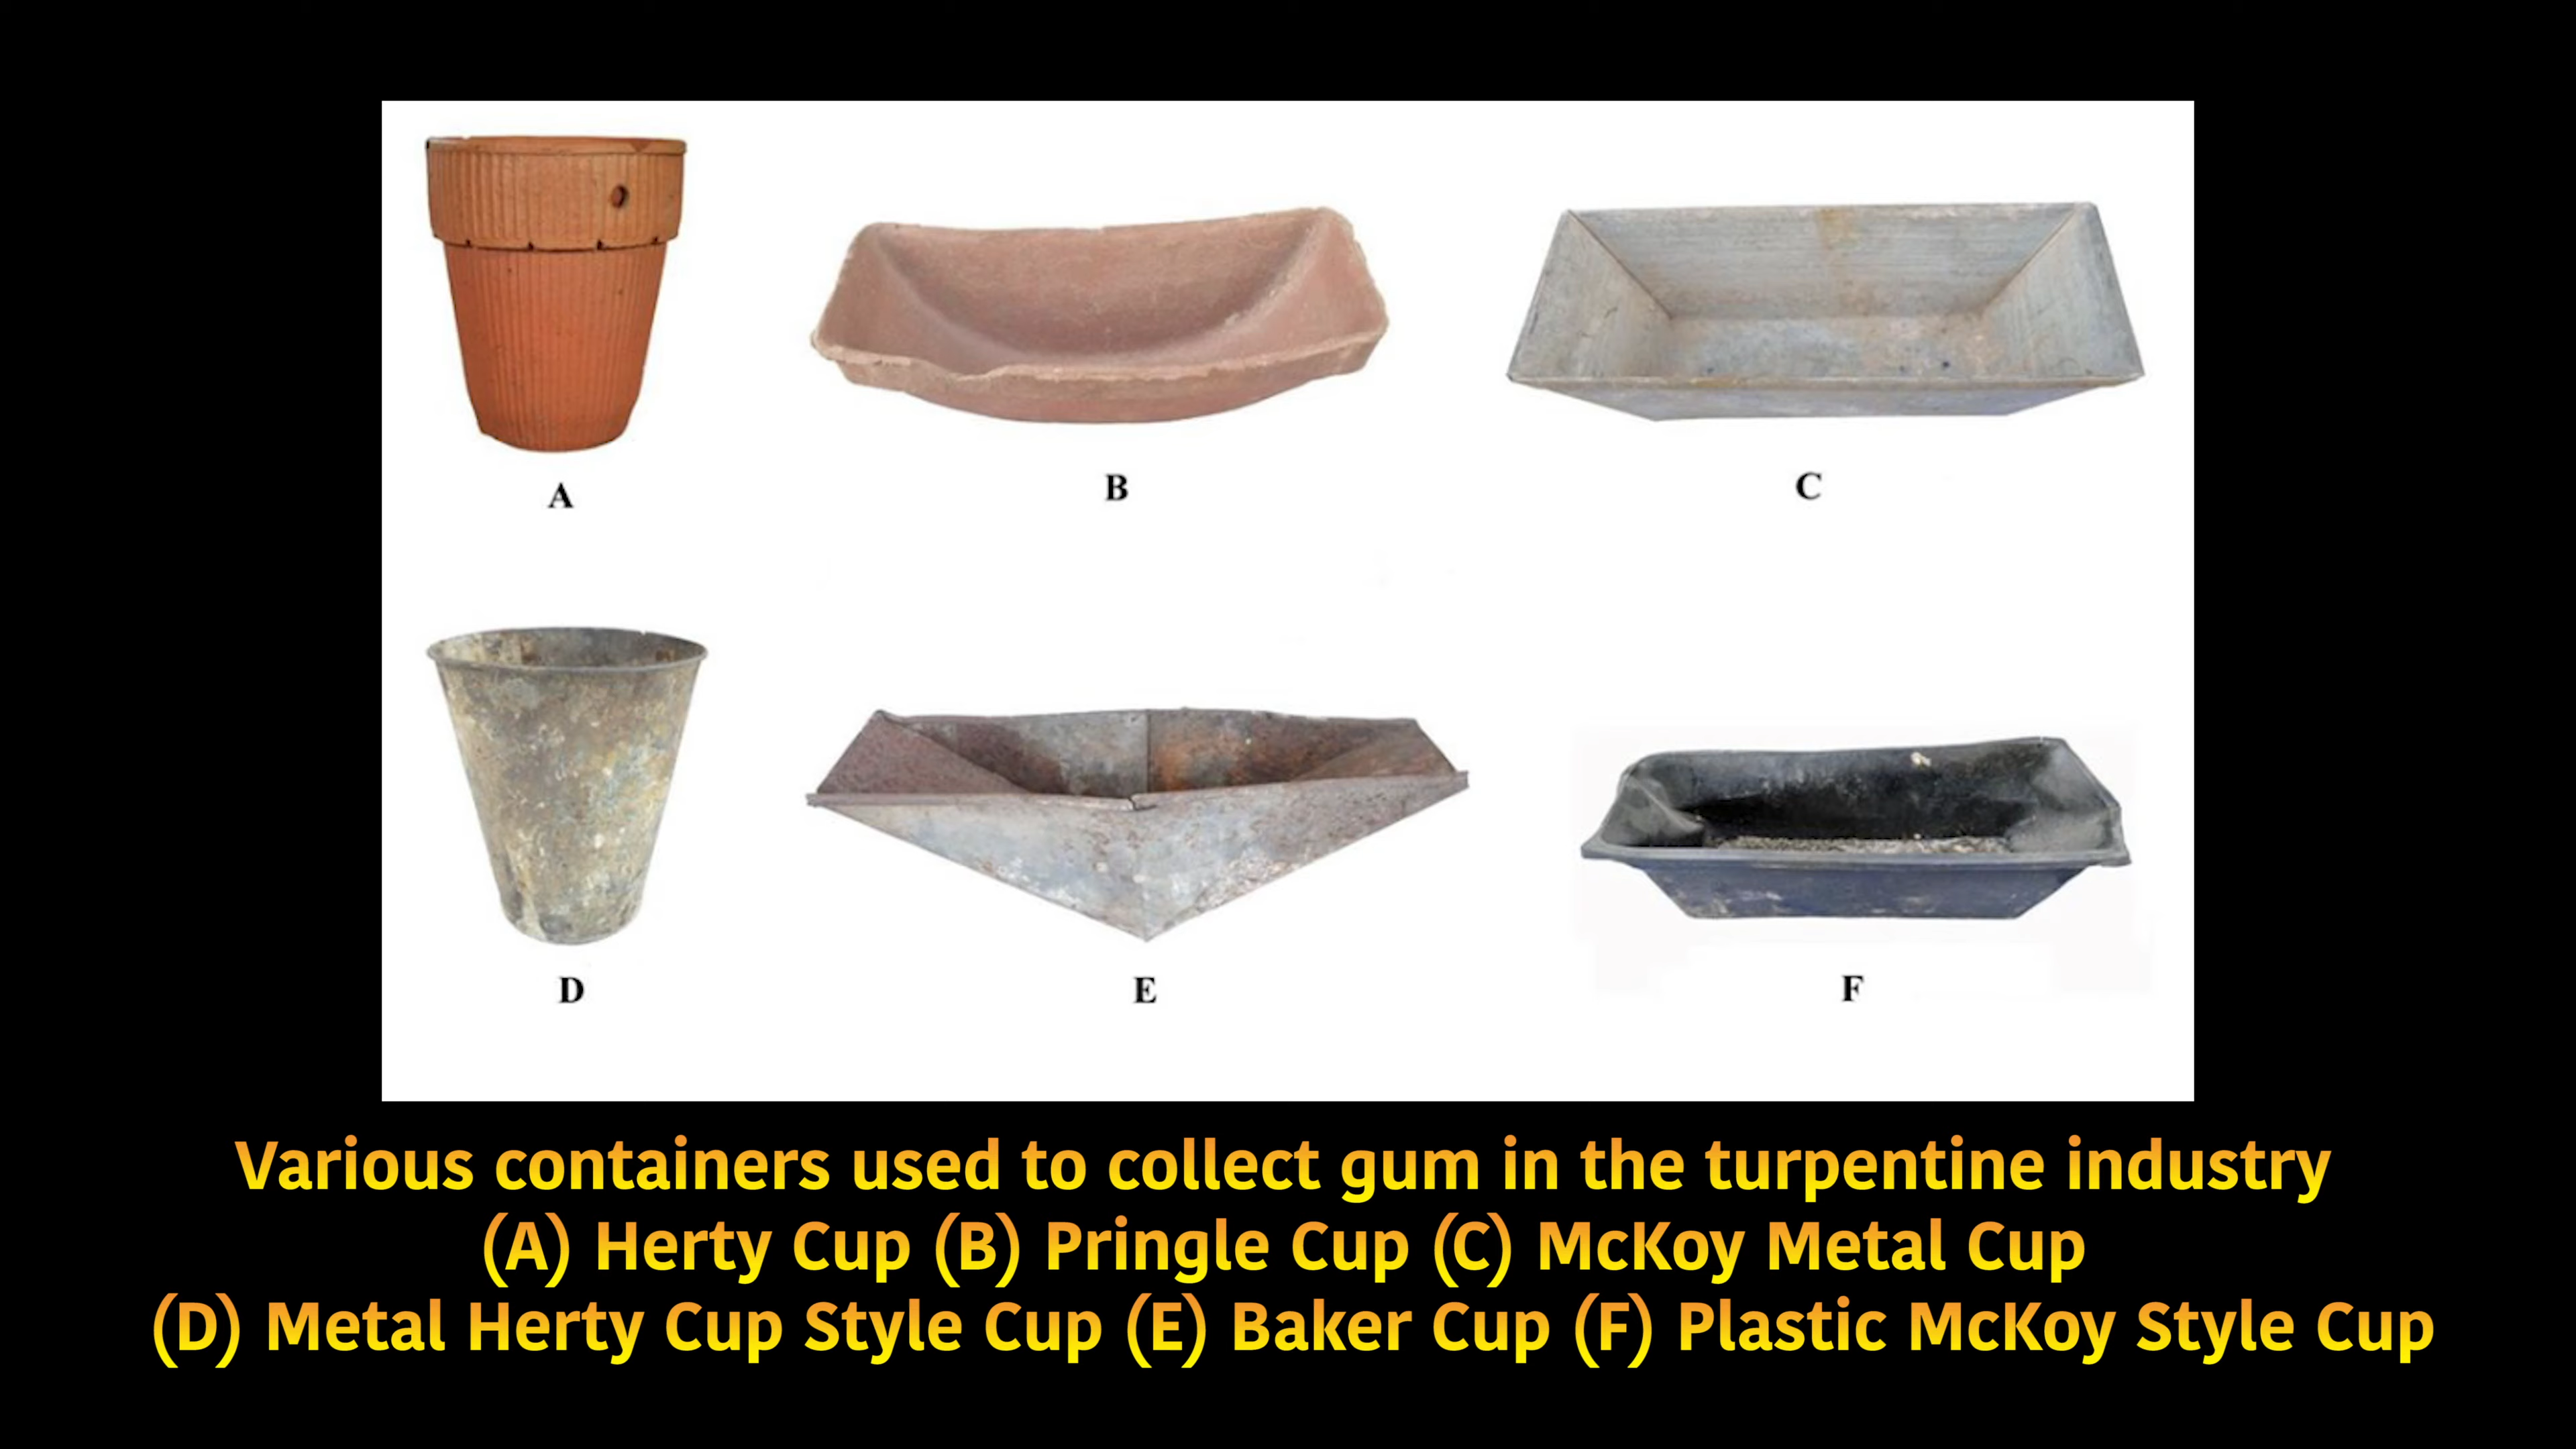 A
B
C
D
E
F
Various containers used to collect gum in the turpentine industry
(A) Herty Cup (B) Pringle Cup (C) McKoy Metal Cup
(D) Metal Herty Cup Style Cup (E) Baker Cup (F) Plastic McKoy Style Cup